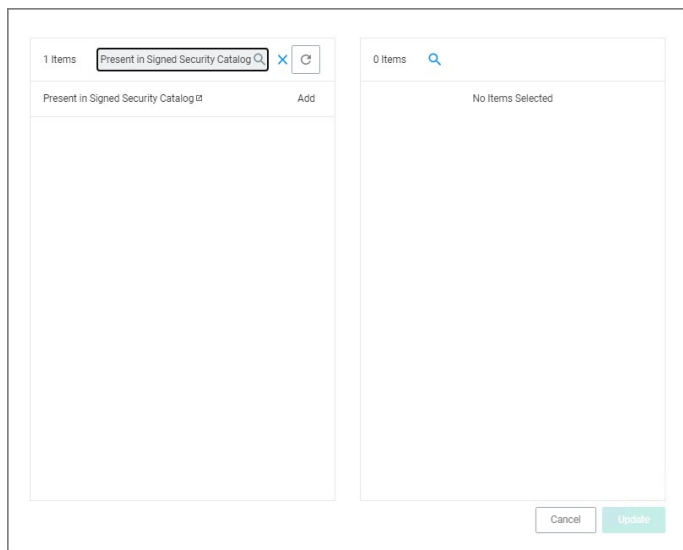 1 Items Present in Signed Security Catalog
Present in Signed Security Catalog Add
0 Items
No Items Selected
Cancel Update